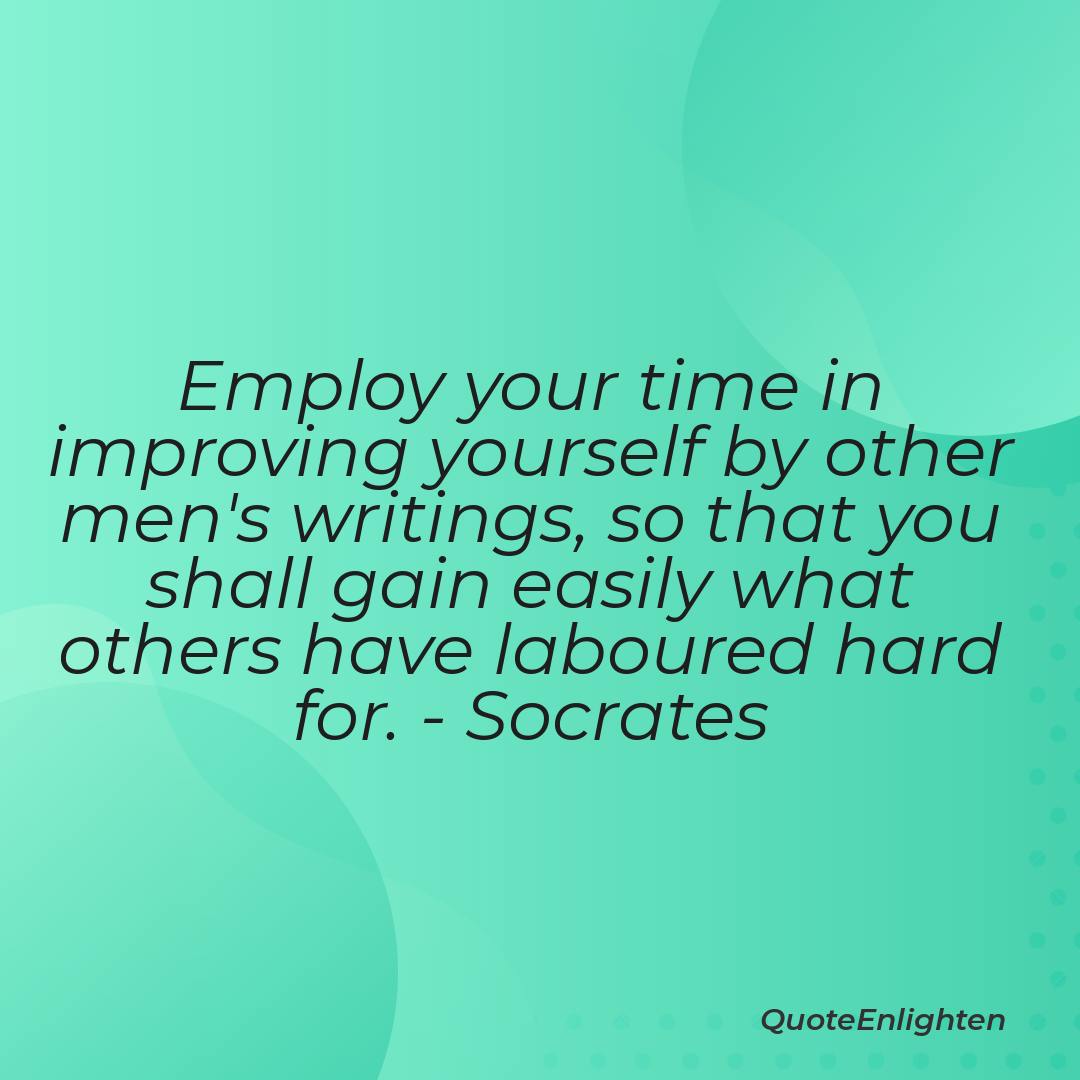 Employ your time in
improving yourself by other
men's writings, so that you
shall gain easily what
others have laboured hard
for. - Socrates
QuoteEnlighten